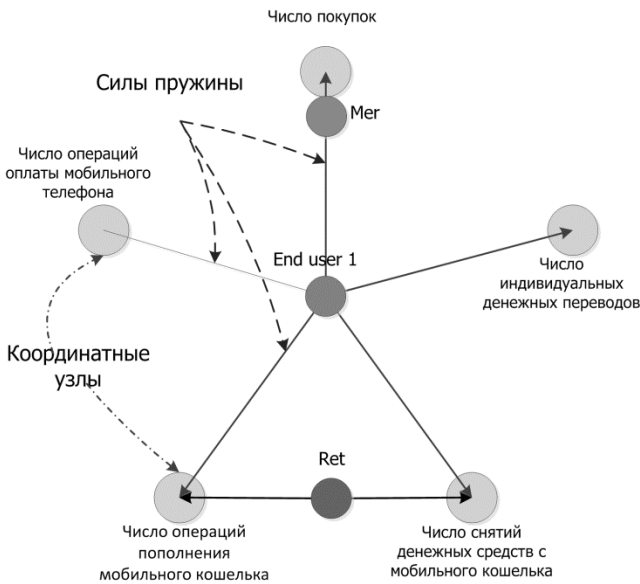 Число покупок
Силы пружины
Mer
Число операций
оплаты мобильного
телефона
End user 1
Число
индивидуальных
денежных переводов
Координатные
узлы
Ret
Число операций
пополнения
мобильного кошелька
Число снятий
денежных средств с
мобильного кошелька